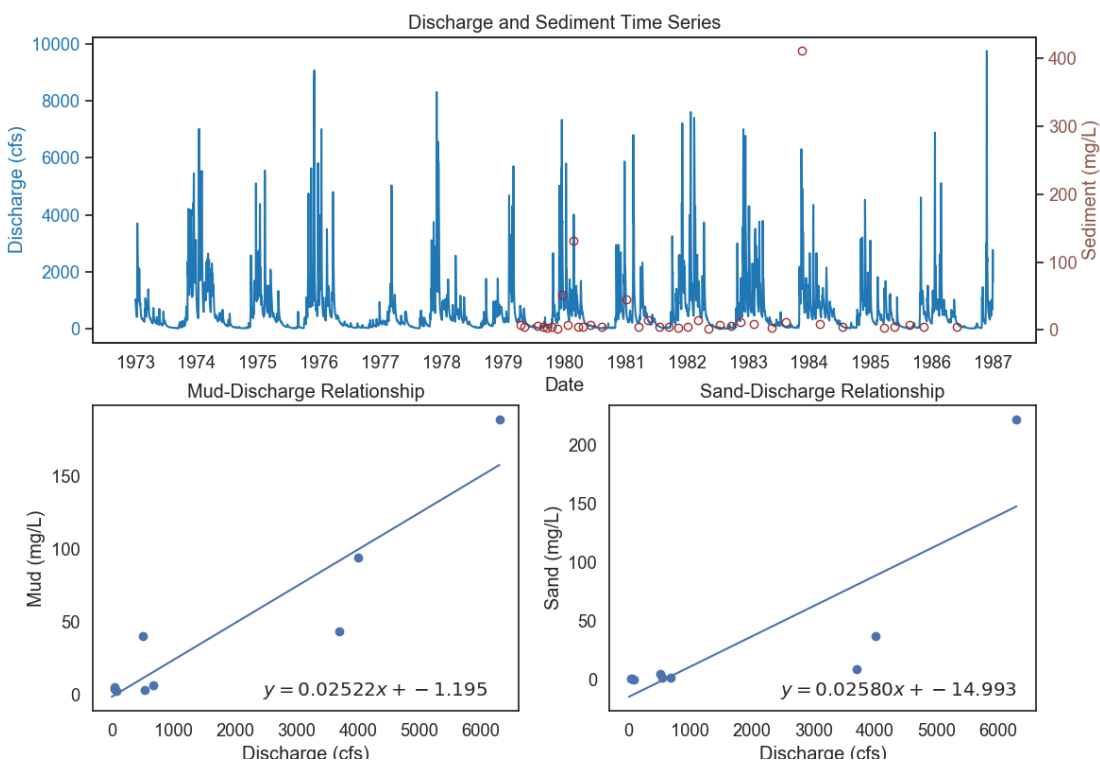 Discharge and Sediment Time Series
10000
8000
6000
4000
2000
0
Discharge (cfs)
400
300
200
100
0
Sediment (mg/L)
1973 1974 1975 1976 1977 1978 1979 1980 1981 1982 1983 1984 1985 1986 1987
Date
Mud-Discharge Relationship
150
100
50
0
Mud (mg/L)
y = 0.02522x + −1.195
0 1000 2000 3000 4000 5000 6000
Discharge (cfs)
Sand-Discharge Relationship
200
150
100
50
0
Sand (mg/L)
y = 0.02580x + −14.993
0 1000 2000 3000 4000 5000 6000
Discharge (cfs)